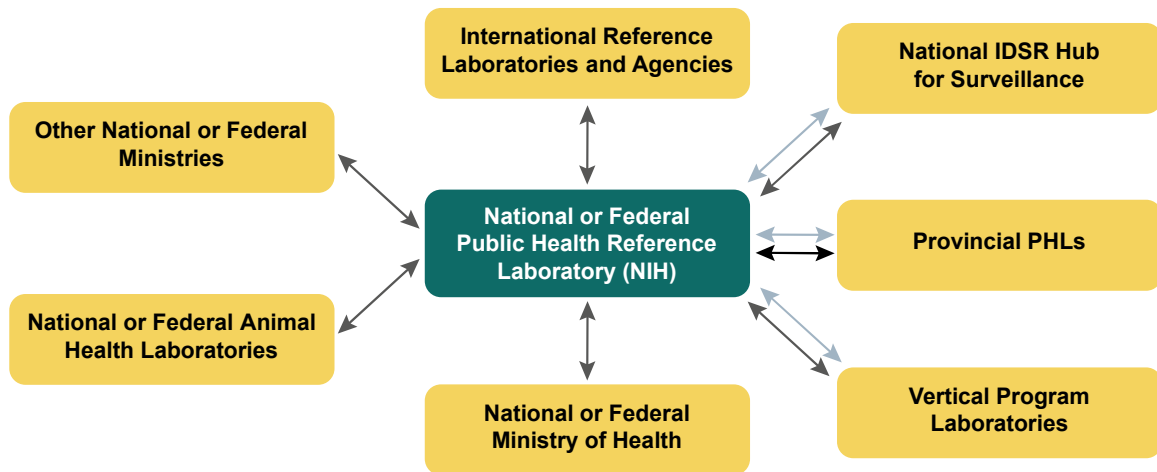 International Reference
Laboratories and Agencies
National IDSR Hub
for Surveillance
Other National or Federal
Ministries
National or Federal
Public Health Reference
Laboratory (NIH)
Provincial PHLs
National or Federal Animal
Health Laboratories
National or Federal
Ministry of Health
Vertical Program
Laboratories